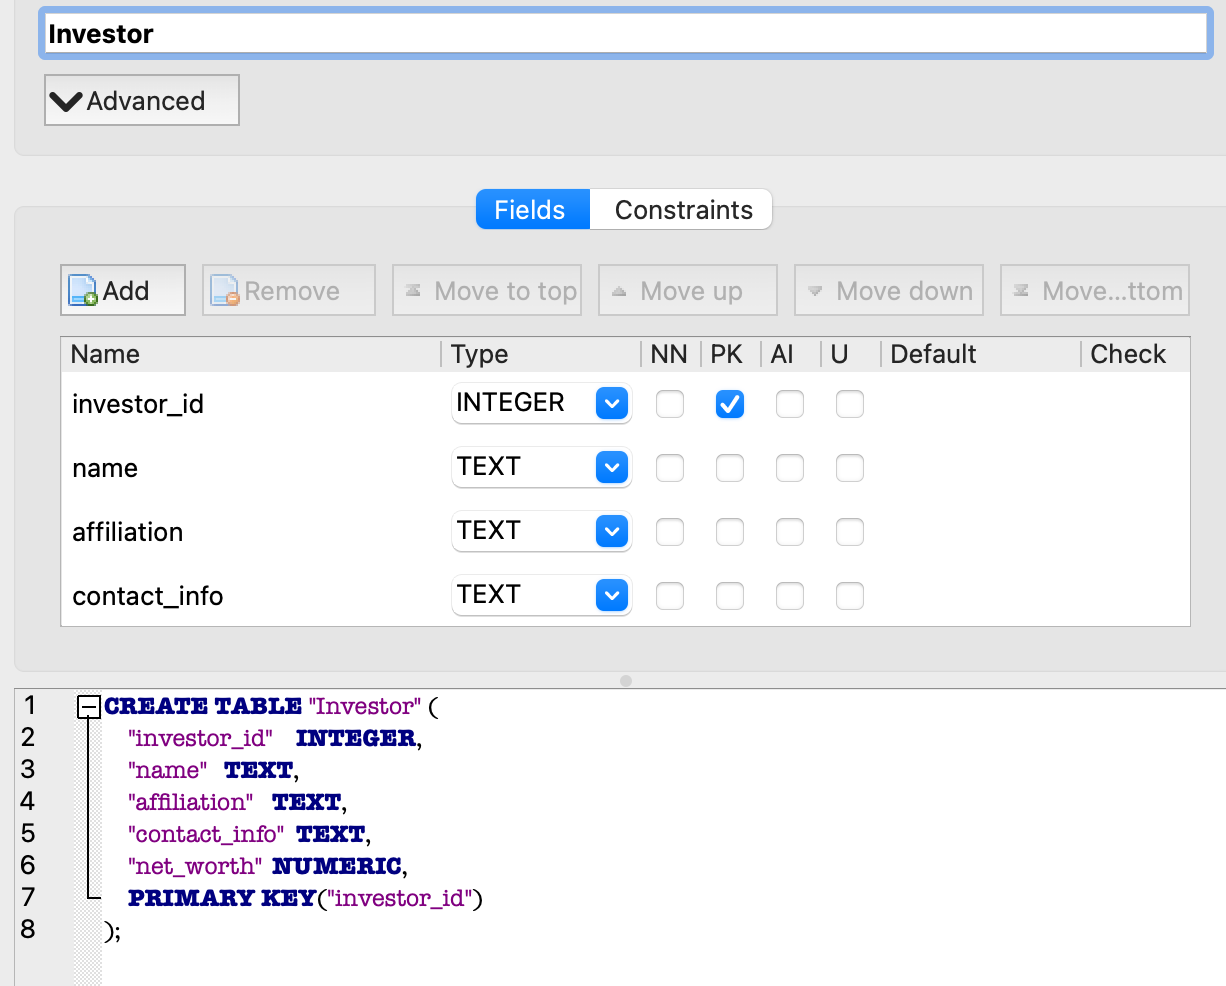 Investor
Advanced
Fields Constraints
Add Remove Move to top Move up Move down Move...ttom
Name Type NN PK AI U Default Check
investor_id INTEGER
name TEXT
affiliation TEXT
contact_info TEXT
1 CREATE TABLE "Investor" (
2 "investor_id" INTEGER,
3 "name" TEXT,
4 "affiliation" TEXT,
5 "contact_info" TEXT,
6 "net_worth" NUMERIC,
7 PRIMARY KEY("investor_id")
8 );